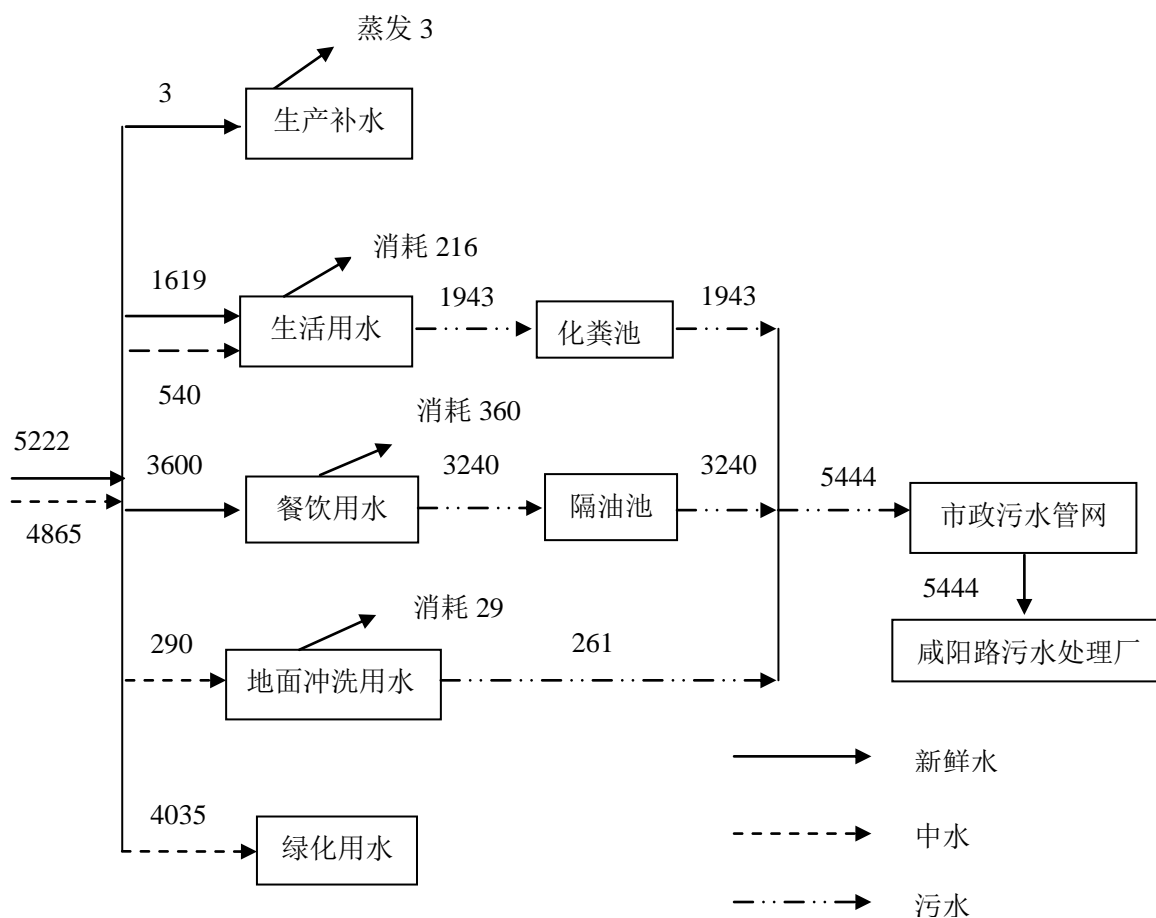 蒸发 3
3
生产补水
消耗 216
1619
1943
1943
生活用水
化粪池
540
消耗 360
5222
3600
3240
3240
5444
餐饮用水
隔油池
市政污水管网
4865
5444
消耗 29
290
261
地面冲洗用水
咸阳路污水处理厂
新鲜水
4035
绿化用水
中水
污水